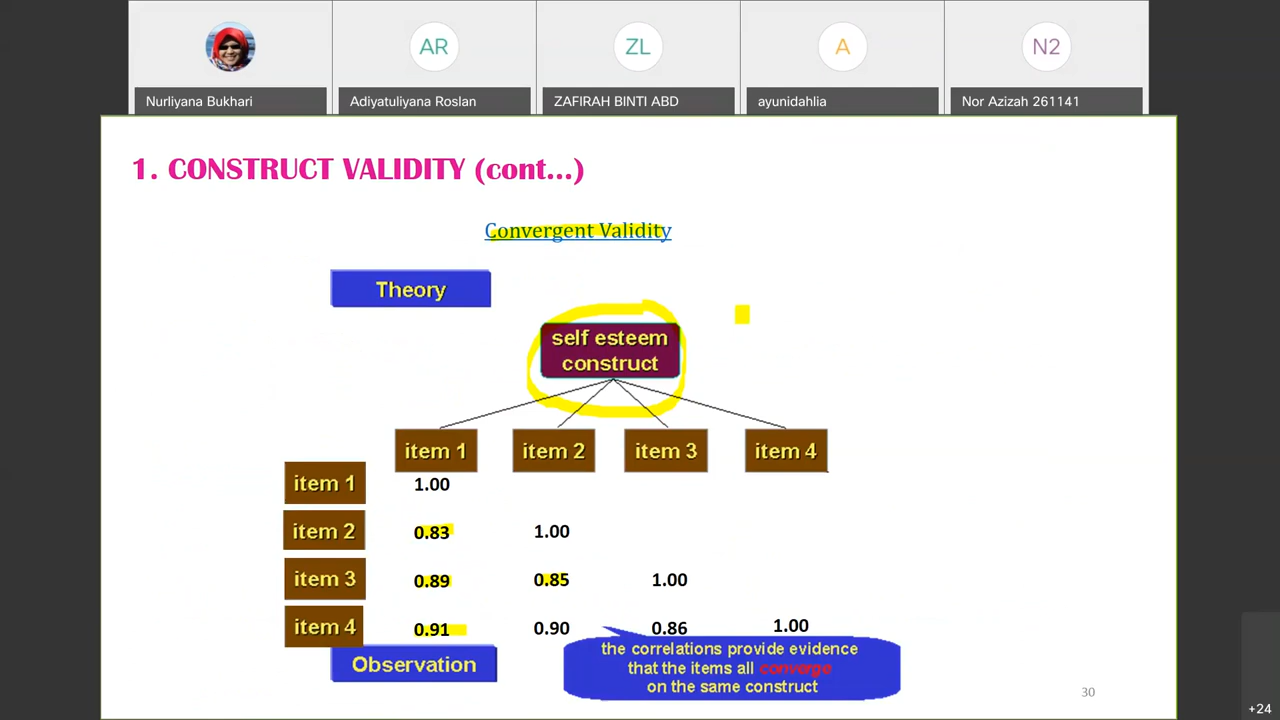 AR
ZL
A
N2
Nurliyana Bukhari
Adiyatuliyana Roslan
ZAFIRAH BINTI ABD
ayunidahlia
Nor Azizah 261141
1. CONSTRUCT VALIDITY (cont...)
Convergent Validity
Theory
self esteem
construct
item 1 item 2 item 3 item 4
item 1 1.00
item 2 0.83 1.00
item 3 0.89 0.85 1.00
item 4 0.91 0.90 0.86 1.00
Observation
the correlations provide evidence
that the items all converge
on the same construct
30
+24